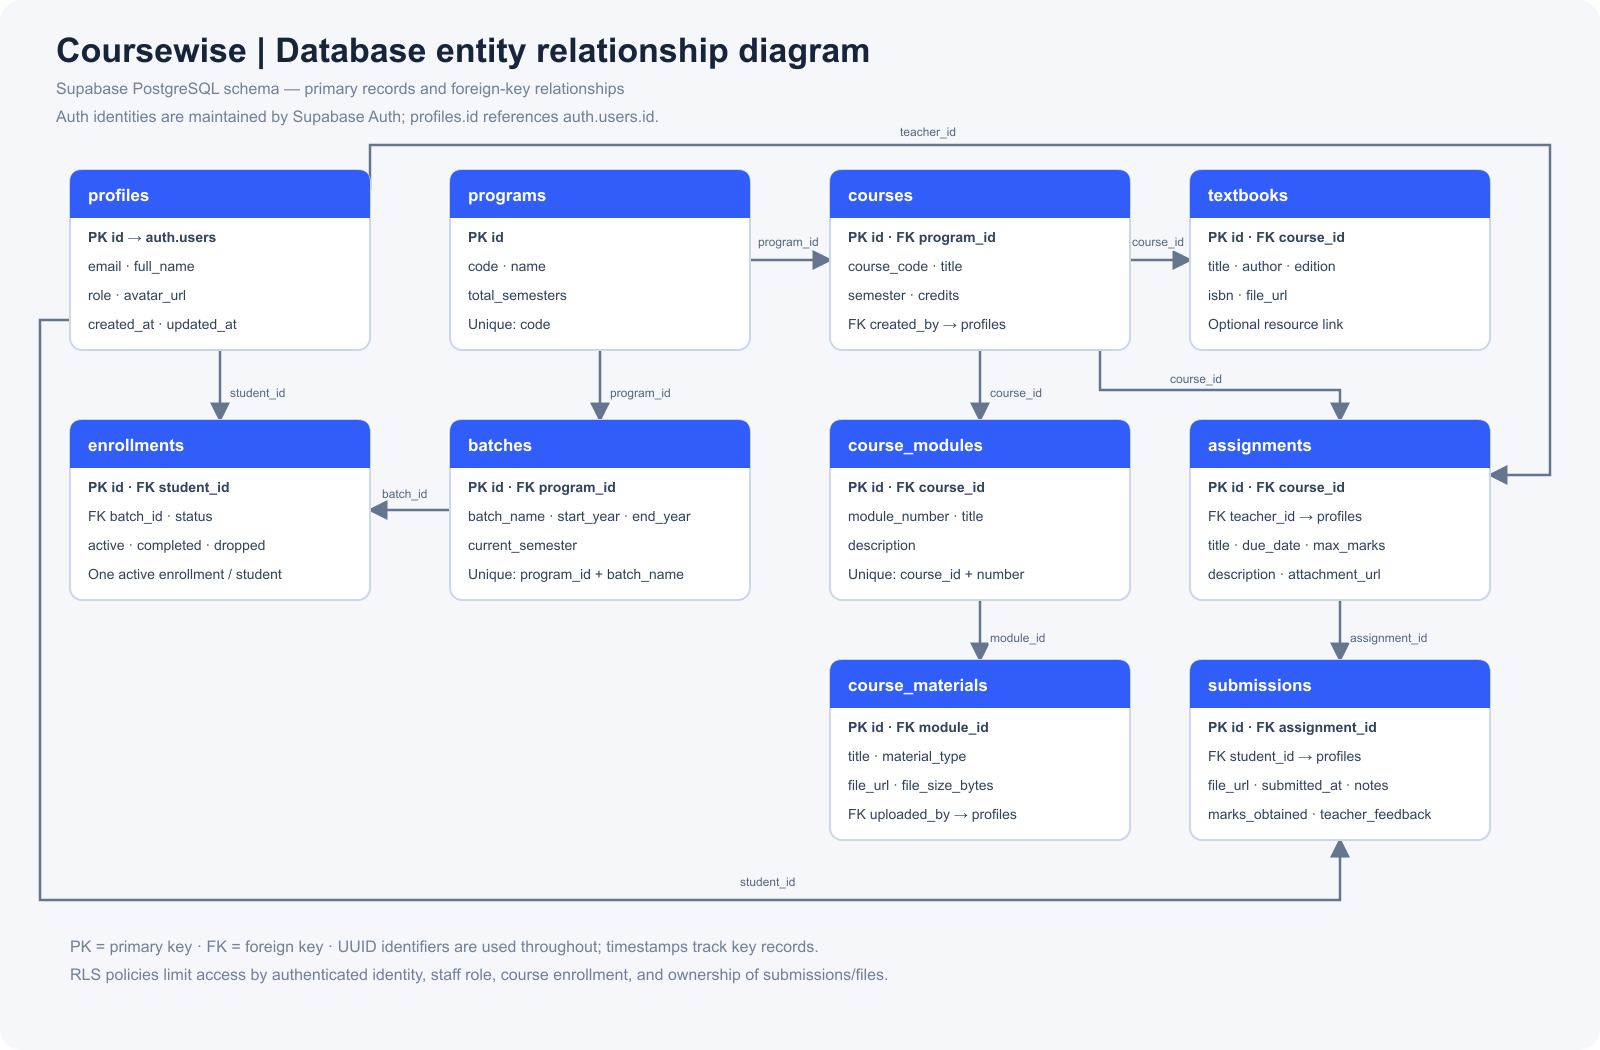 Coursewise | Database entity relationship diagram
Supabase PostgreSQL schema — primary records and foreign-key relationships
Auth identities are maintained by Supabase Auth; profiles.id references auth.users.id.
teacher_id
profiles
PK id → auth.users
email · full_name
role · avatar_url
created_at · updated_at
programs
PK id
code · name
total_semesters
Unique: code
program_id
courses
PK id · FK program_id
course_code · title
semester · credits
FK created_by → profiles
course_id
textbooks
PK id · FK course_id
title · author · edition
isbn · file_url
Optional resource link
student_id
program_id
course_id
course_id
enrollments
PK id · FK student_id
FK batch_id · status
active · completed · dropped
One active enrollment / student
batch_id
batches
PK id · FK program_id
batch_name · start_year · end_year
current_semester
Unique: program_id + batch_name
course_modules
PK id · FK course_id
module_number · title
description
Unique: course_id + number
assignments
PK id · FK course_id
FK teacher_id → profiles
title · due_date · max_marks
description · attachment_url
module_id
assignment_id
course_materials
PK id · FK module_id
title · material_type
file_url · file_size_bytes
FK uploaded_by → profiles
submissions
PK id · FK assignment_id
FK student_id → profiles
file_url · submitted_at · notes
marks_obtained · teacher_feedback
student_id
PK = primary key · FK = foreign key · UUID identifiers are used throughout; timestamps track key records.
RLS policies limit access by authenticated identity, staff role, course enrollment, and ownership of submissions/files.